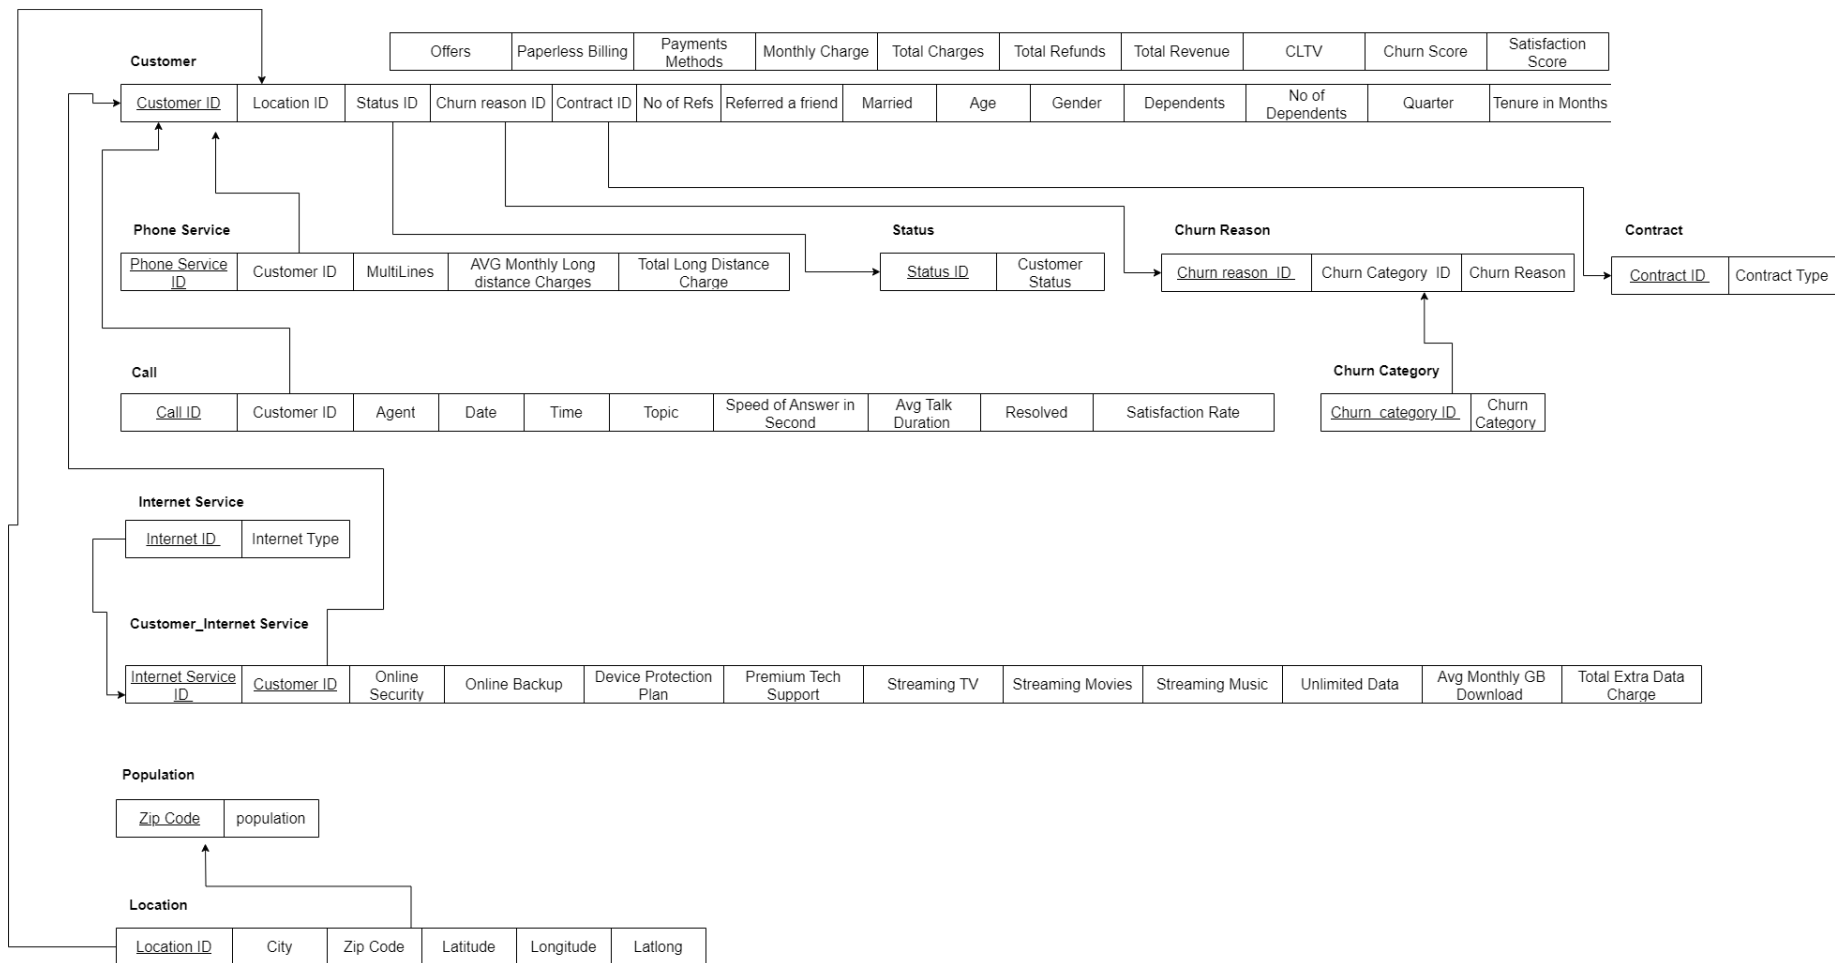 Offers Paperless Billing Payments Methods Monthly Charge Total Charges Total Refunds Total Revenue CLTV Churn Score Satisfaction Score
Customer
Customer ID Location ID Status ID Churn reason ID Contract ID No of Refs Referred a friend Married Age Gender Dependents No of Dependents Quarter Tenure in Months
Phone Service
Phone Service ID Customer ID MultiLines AVG Monthly Long distance Charges Total Long Distance Charge
Status
Status ID Customer Status
Churn Reason
Churn reason ID Churn Category ID Churn Reason
Contract
Contract ID Contract Type
Call
Call ID Customer ID Agent Date Time Topic Speed of Answer in Second Avg Talk Duration Resolved Satisfaction Rate
Churn Category
Churn category ID Churn Category
Internet Service
Internet ID Internet Type
Customer_Internet Service
Internet Service ID Customer ID Online Security Online Backup Device Protection Plan Premium Tech Support Streaming TV Streaming Movies Streaming Music Unlimited Data Avg Monthly GB Download Total Extra Data Charge
Population
Zip Code population
Location
Location ID City Zip Code Latitude Longitude Latlong